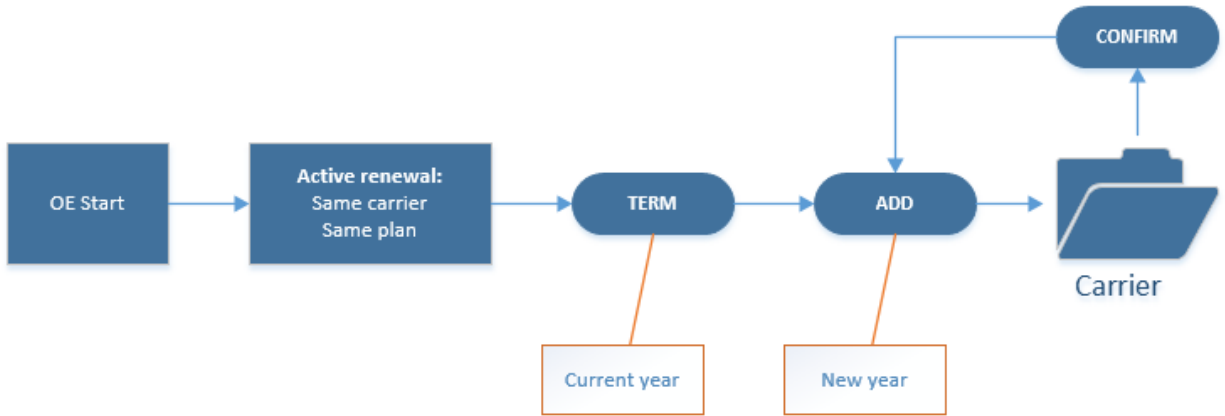 CONFIRM
OE Start
Active renewal:
Same carrier
Same plan
TERM
ADD
Carrier
Current year
New year